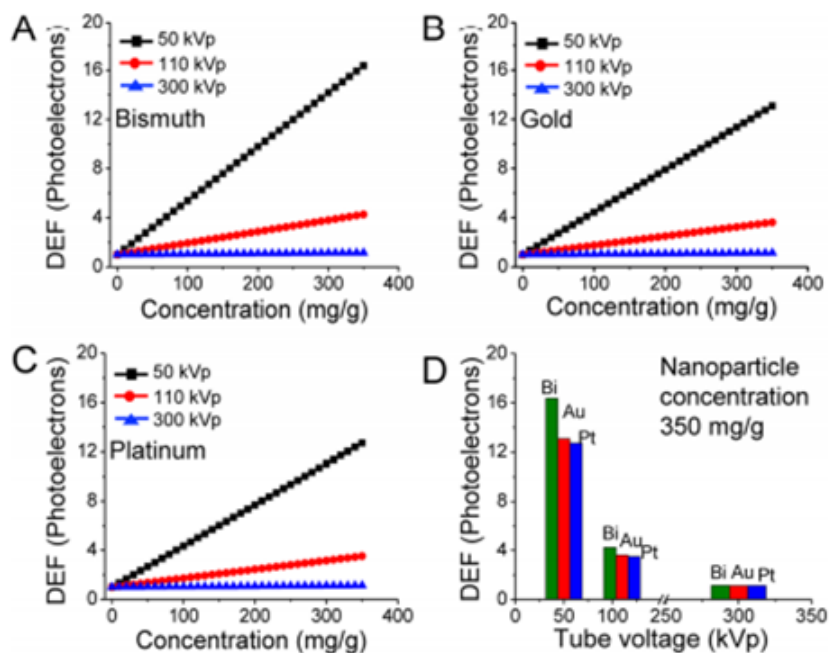 A
50 kVp
110 kVp
300 kVp
Bismuth
DEF (Photoelectrons)
20
16
12
8
4
0
0 100 200 300 400
Concentration (mg/g)
B
50 kVp
110 kVp
300 kVp
Gold
DEF (Photoelectrons)
20
16
12
8
4
0
0 100 200 300 400
Concentration (mg/g)
C
50 kVp
110 kVp
300 kVp
Platinum
DEF (Photoelectrons)
20
16
12
8
4
0
0 100 200 300 400
Concentration (mg/g)
D
Nanoparticle
concentration
350 mg/g
Bi
Au
Pt
Bi
Au
Pt
Bi Au Pt
DEF (Photoelectrons)
20
16
12
8
4
0
0 50 100 250 300 350
Tube voltage (kVp)